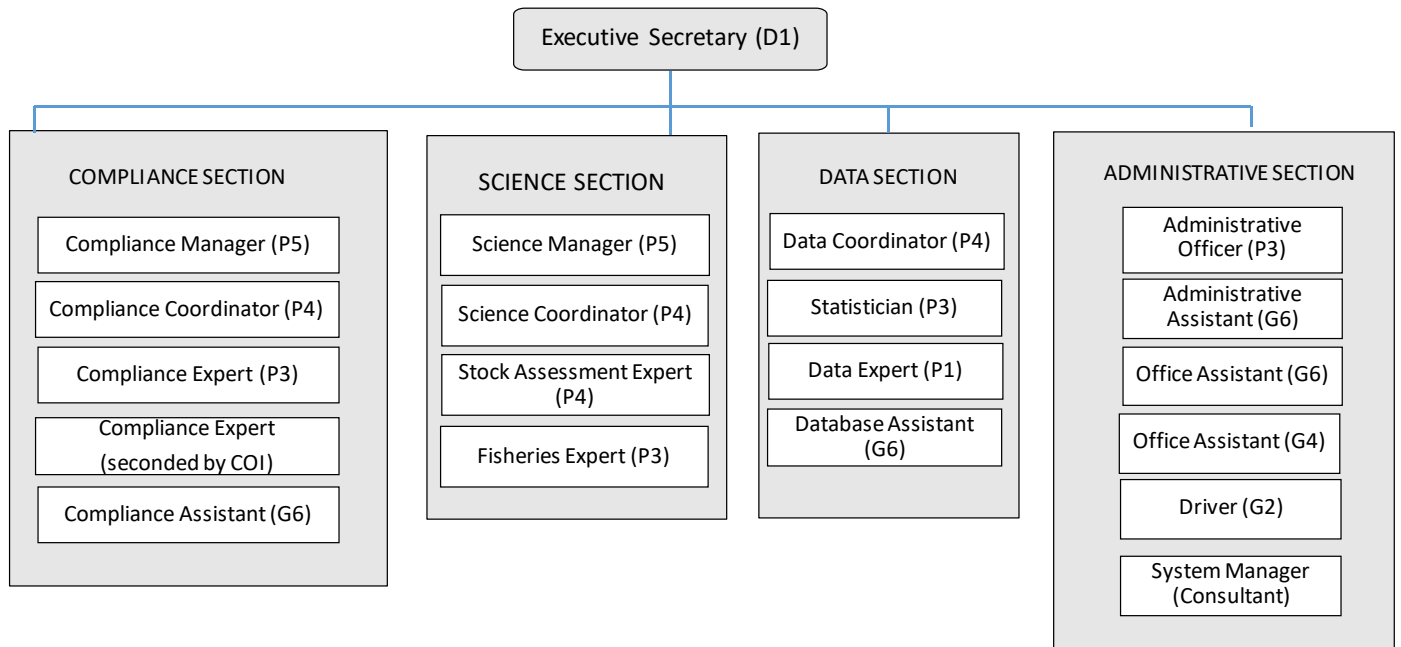 Executive Secretary (D1)
COMPLIANCE SECTION
Compliance Manager (P5)
Compliance Coordinator (P4)
Compliance Expert (P3)
Compliance Expert
(seconded by COI)
Compliance Assistant (G6)
SCIENCE SECTION
Science Manager (P5)
Science Coordinator (P4)
Stock Assessment Expert
(P4)
Fisheries Expert (P3)
DATA SECTION
Data Coordinator (P4)
Statistician (P3)
Data Expert (P1)
Database Assistant
(G6)
ADMINISTRATIVE SECTION
Administrative
Officer (P3)
Administrative
Assistant (G6)
Office Assistant (G6)
Office Assistant (G4)
Driver (G2)
System Manager
(Consultant)